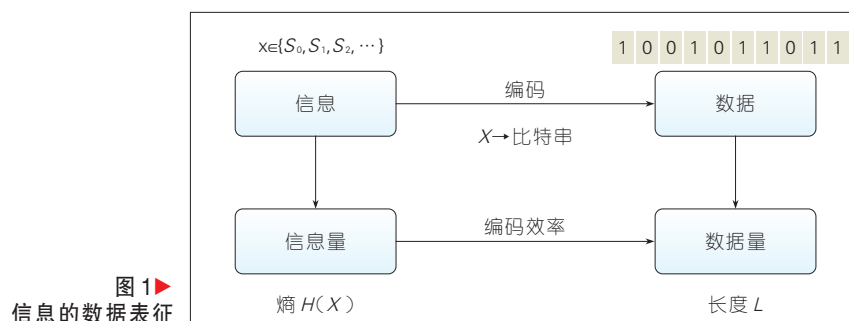 x∈{S₀,S₁,S₂,…}
1 0 0 1 0 1 1 0 1 1
信息
编码
数据
X→比特串
信息量
编码效率
数据量
图 1▶
信息的数据表征
熵 H(X)
长度 L